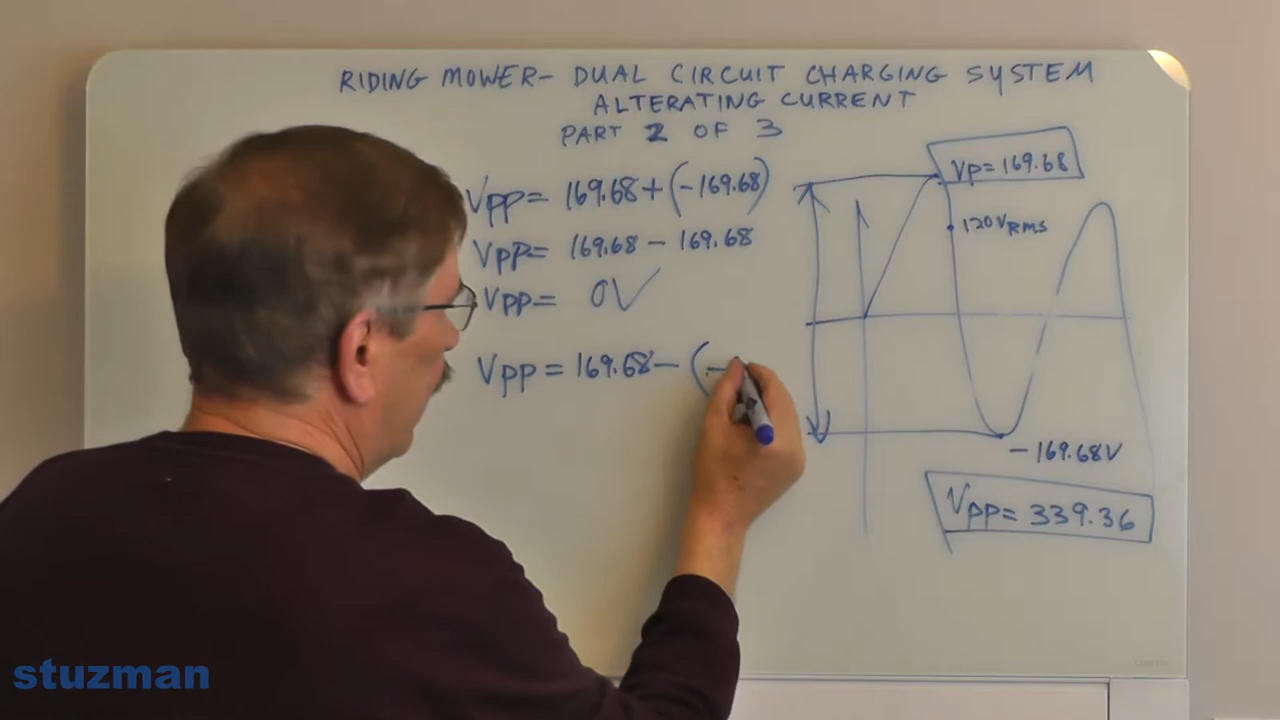 RIDING MOWER- DUAL CIRCUIT CHARGING SYSTEM
ALTERATING CURRENT
PART 2 OF 3
VPP= 169.68+(-169.68)
VPP= 169.68 - 169.68
VPP= 0V
VPP= 169.68- (-
VP=169.68
120VRMS
-169.68V
VPP= 339.36
stuzman